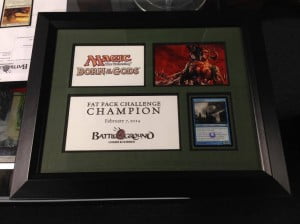 MAGIC
BORN OF THE GODS
FAT PACK CHALLENGE
CHAMPION
February 7, 2014
BATTLEGROUND